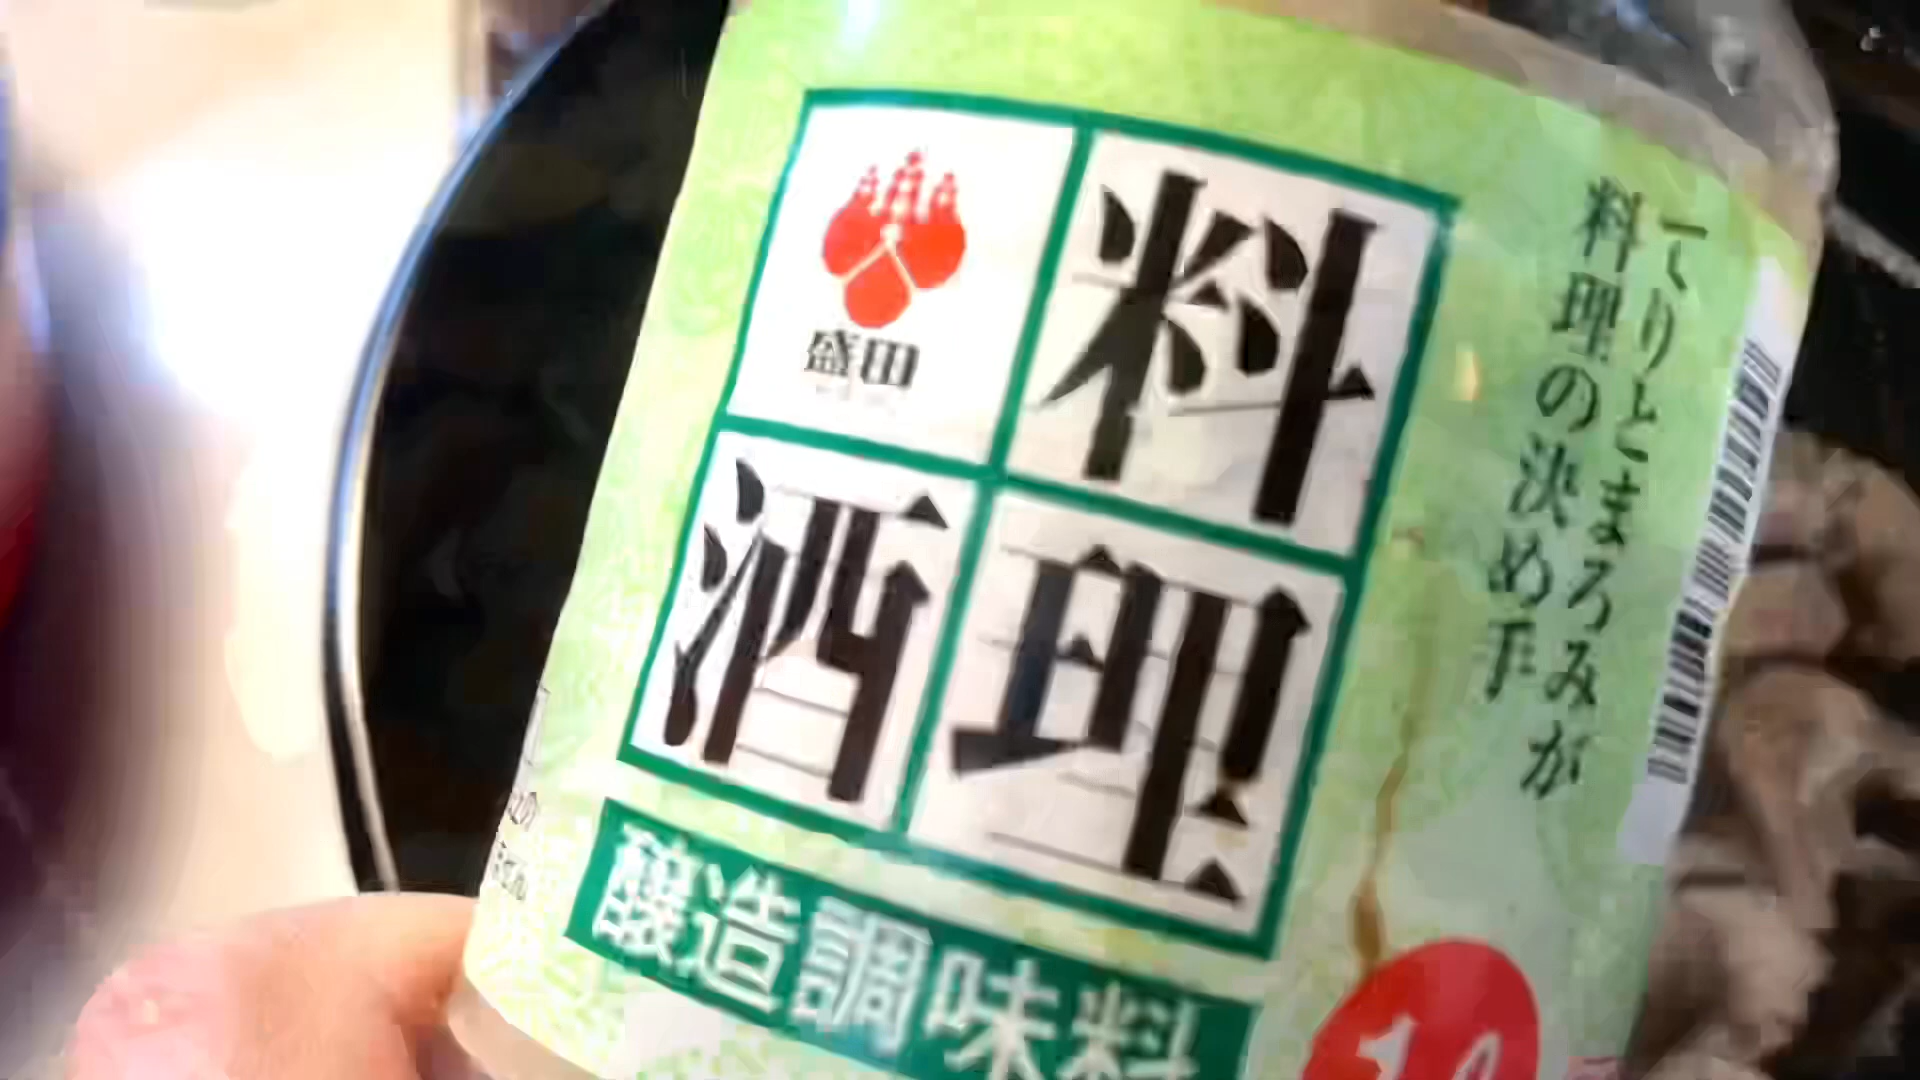 盛田
料理
酒
てりとまろみが
料理の決め手
醸造調味料